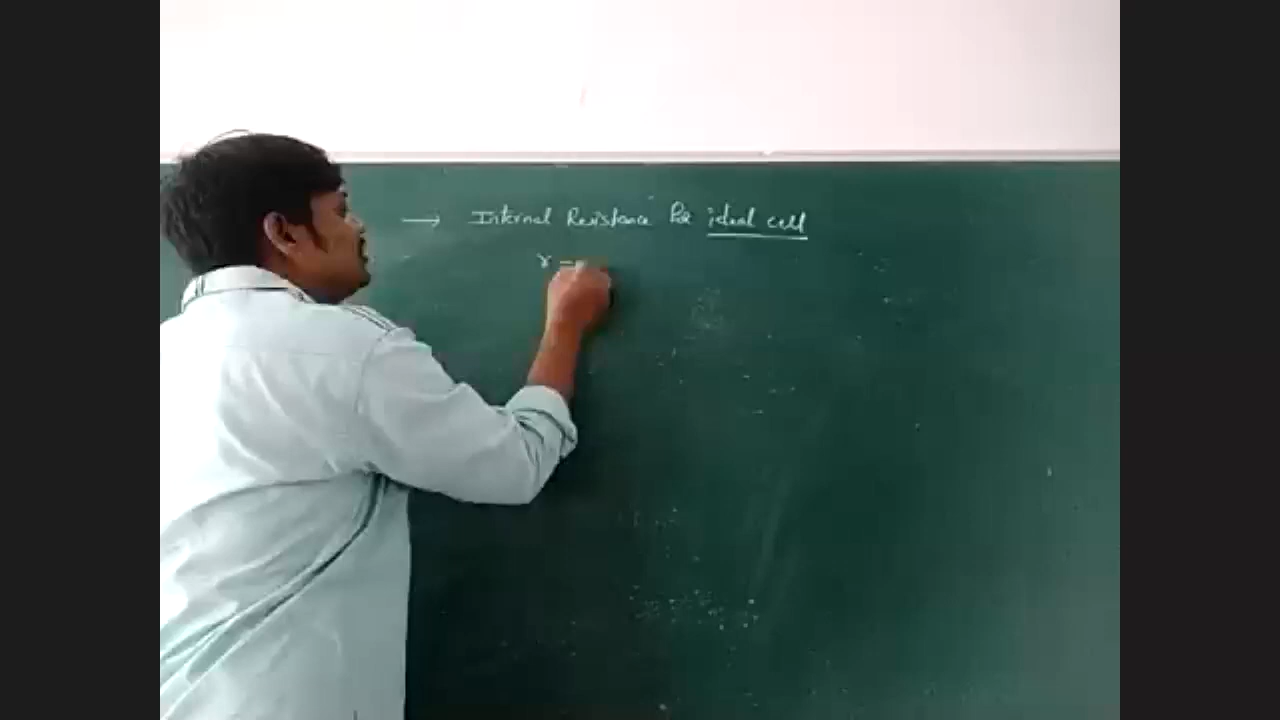 → Internal Resistance for ideal cell
r =